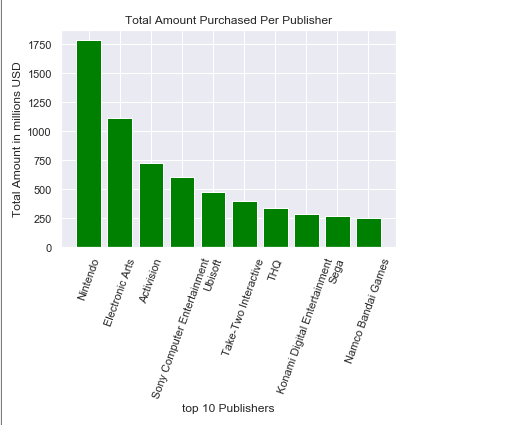 Total Amount Purchased Per Publisher
Total Amount in millions USD
1750
1500
1250
1000
750
500
250
0
Nintendo
Electronic Arts
Activision
Sony Computer Entertainment
Ubisoft
Take-Two Interactive
THQ
Konami Digital Entertainment
Sega
Namco Bandai Games
top 10 Publishers